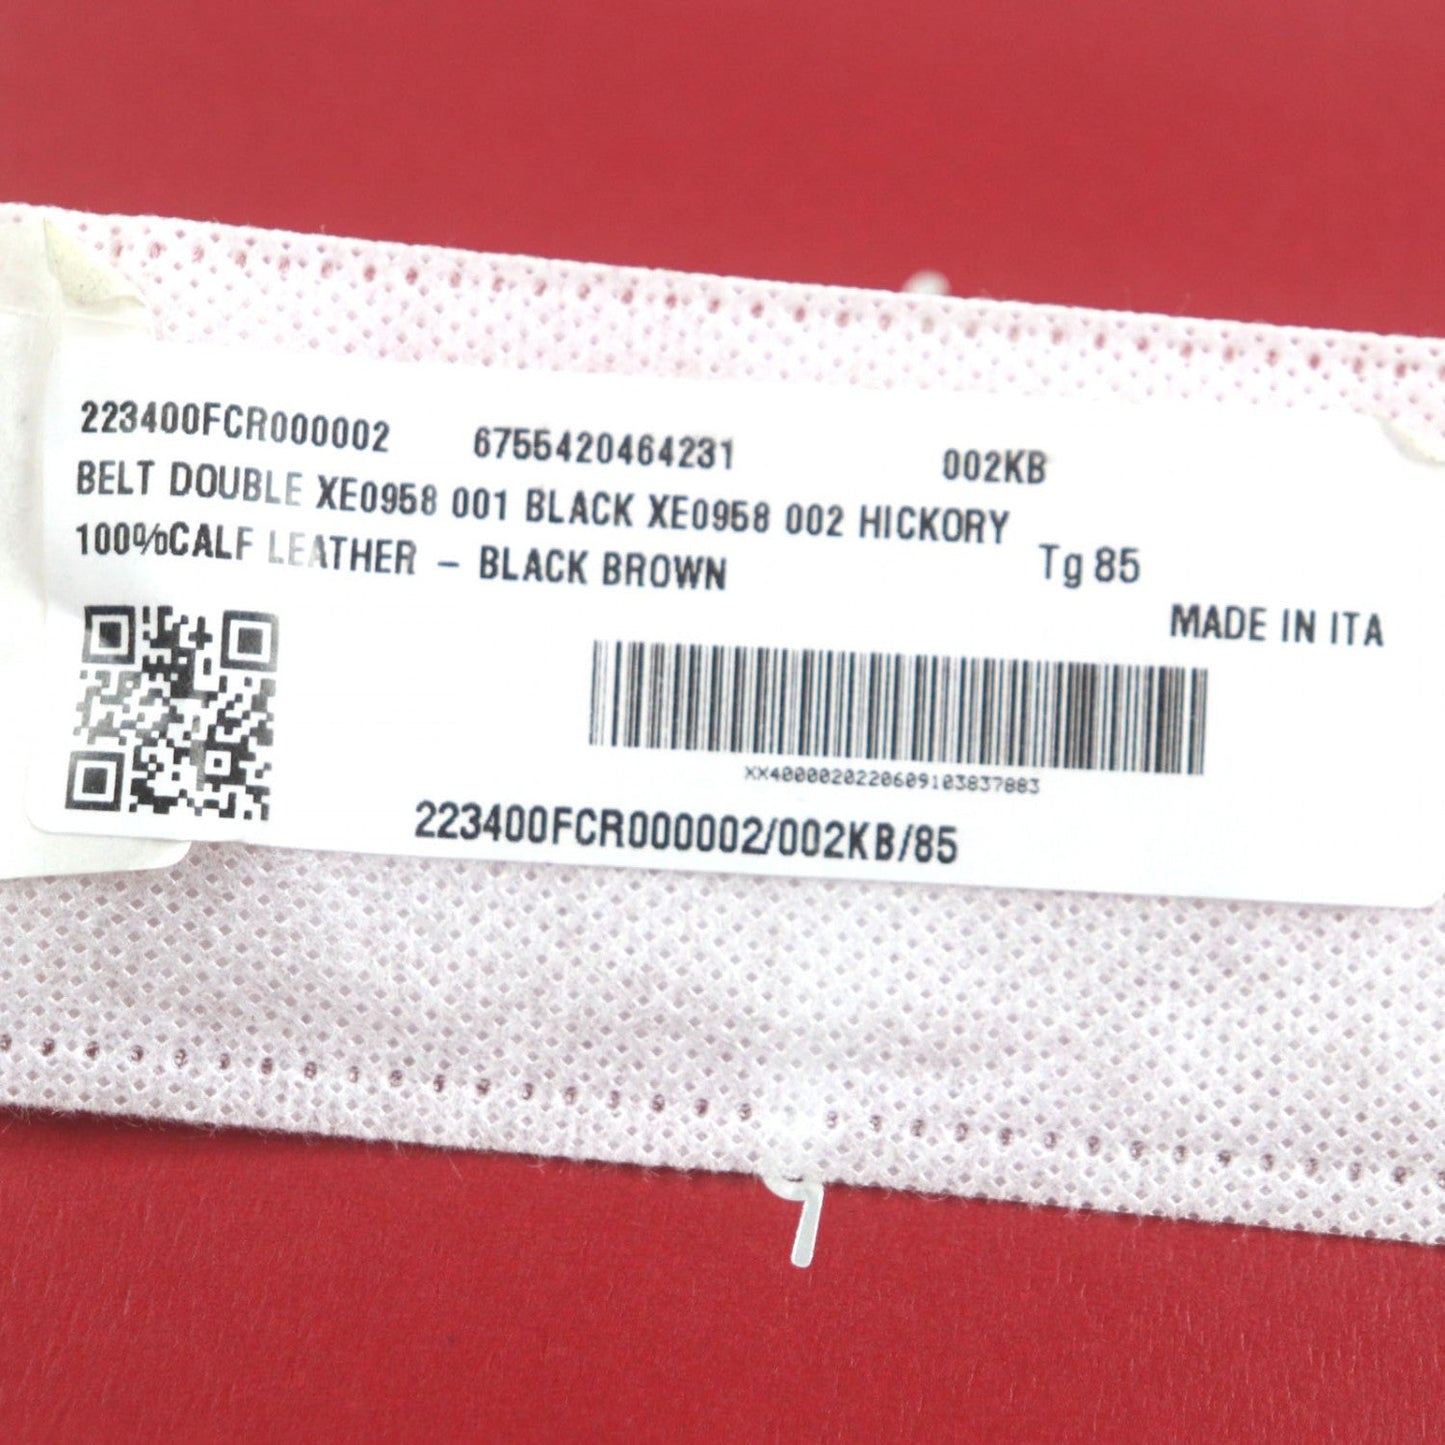 223400FCR000002 6755420464231 002KB
BELT DOUBLE XE0958 001 BLACK XE0958 002 HICKORY
100%CALF LEATHER – BLACK BROWN Tg 85
MADE IN ITA
XX4000020220609103837883
223400FCR000002/002KB/85